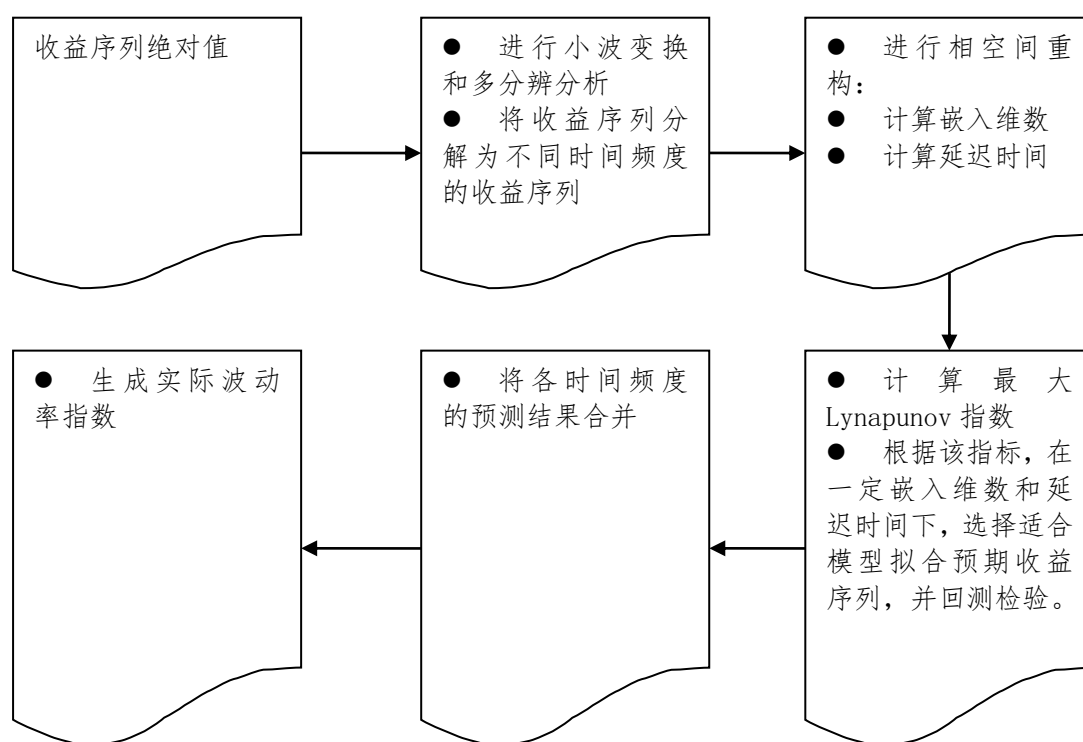 收益序列绝对值
● 进行小波变换
和多分辨分析
● 将收益序列分
解为不同时间频度
的收益序列
● 进行相空间重
构：
● 计算嵌入维数
● 计算延迟时间
● 生成实际波动
率指数
● 将各时间频度
的预测结果合并
● 计算最大
Lynapunov 指数
● 根据该指标，在
一定嵌入维数和延
迟时间下，选择适合
模型拟合预期收益
序列，并回测检验。